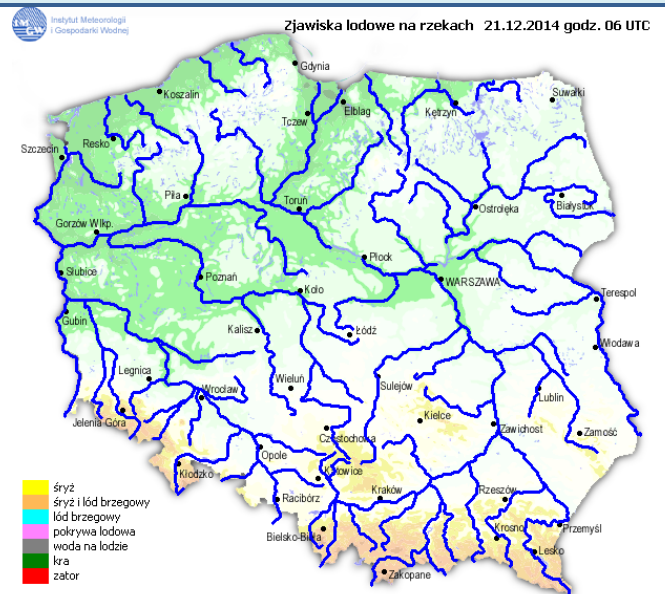 Instytut Meteorologii
i Gospodarki Wodnej
Zjawiska lodowe na rzekach 21.12.2014 godz. 06 UTC
Gdynia
Koszalin
Suwałki
Elbląg
Kętrzyn
Tczew
Resko
Szczecin
Piła
Toruń
Ostrołęka
Białystok
Gorzów Wlkp.
Płock
Słubice
Poznań
WARSZAWA
Koło
Terespol
Gubin
Kalisz
Łódź
Włodawa
Legnica
Wieluń
Sulejów
Wrocław
Lublin
Jelenia Góra
Kielce
Zawichost
Zamość
Częstochowa
Opole
Kłodzko
Katowice
Racibórz
Kraków
Rzeszów
Bielsko-Biała
Krosno
Przemyśl
Lesko
Zakopane
śryż
śryż i lód brzegowy
lód brzegowy
pokrywa lodowa
woda na lodzie
kra
zator